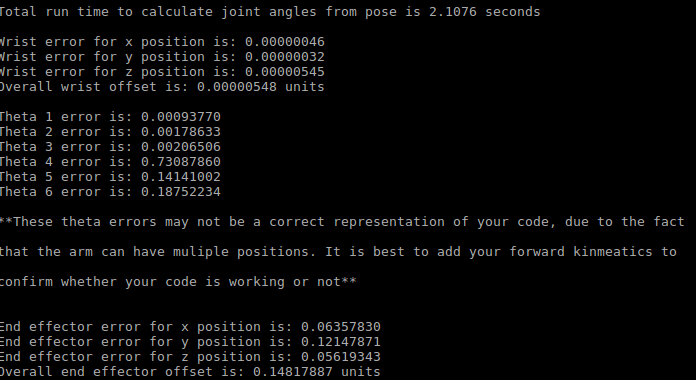 Total run time to calculate joint angles from pose is 2.1076 seconds
Wrist error for x position is: 0.00000046
Wrist error for y position is: 0.00000032
Wrist error for z position is: 0.00000545
Overall wrist offset is: 0.00000548 units
Theta 1 error is: 0.00093770
Theta 2 error is: 0.00178633
Theta 3 error is: 0.00206506
Theta 4 error is: 0.73087860
Theta 5 error is: 0.14141002
Theta 6 error is: 0.18752234
**These theta errors may not be a correct representation of your code, due to the fact
that the arm can have muliple positions. It is best to add your forward kinmeatics to
confirm whether your code is working or not**
End effector error for x position is: 0.06357830
End effector error for y position is: 0.12147871
End effector error for z position is: 0.05619343
Overall end effector offset is: 0.14817887 units